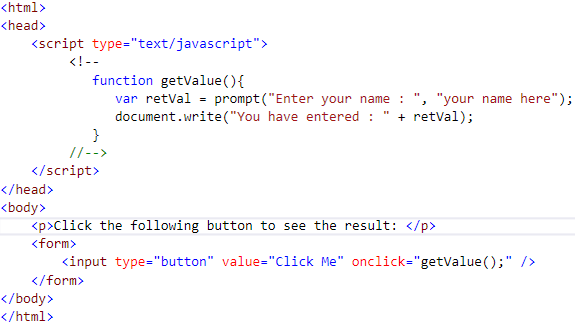 <html>
<head>
    <script type="text/javascript">
         <!--
            function getValue(){
               var retVal = prompt("Enter your name : ", "your name here");
               document.write("You have entered : " + retVal);
            }
         //-->
    </script>
</head>
<body>
    <p>Click the following button to see the result: </p>
    <form>
        <input type="button" value="Click Me" onclick="getValue();" />
    </form>
</body>
</html>